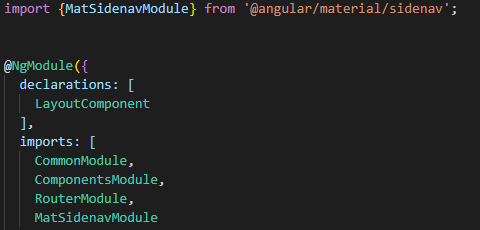 import {MatSidenavModule} from '@angular/material/sidenav';
@NgModule({
declarations: [
LayoutComponent
],
imports: [
CommonModule,
ComponentsModule,
RouterModule,
MatSidenavModule